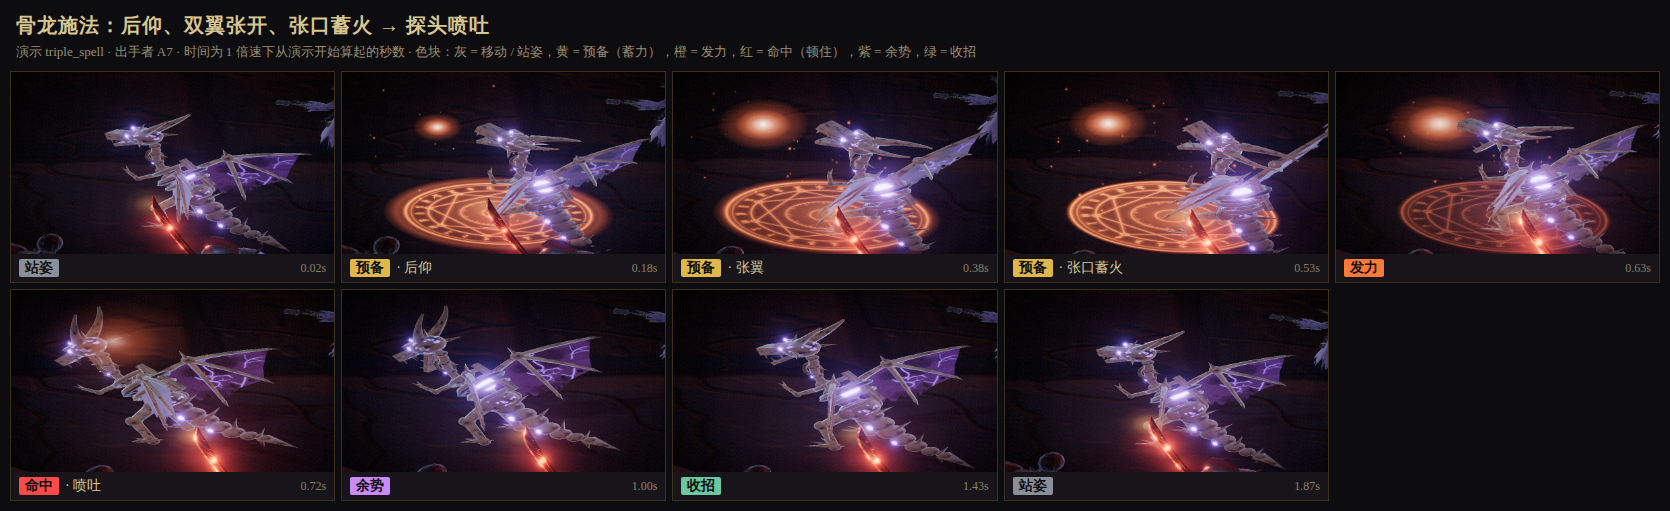 骨龙施法：后仰、双翼张开、张口蓄火 → 探头喷吐
演示 triple_spell · 出手者 A7 · 时间为 1 倍速下从演示开始算起的秒数 · 色块：灰 = 移动 / 站姿，黄 = 预备（蓄力），橙 = 发力，红 = 命中（顿住），紫 = 余势，绿 = 收招
站姿 0.02s
预备 · 后仰 0.18s
预备 · 张翼 0.38s
预备 · 张口蓄火 0.53s
发力 0.63s
命中 · 喷吐 0.72s
余势 1.00s
收招 1.43s
站姿 1.87s